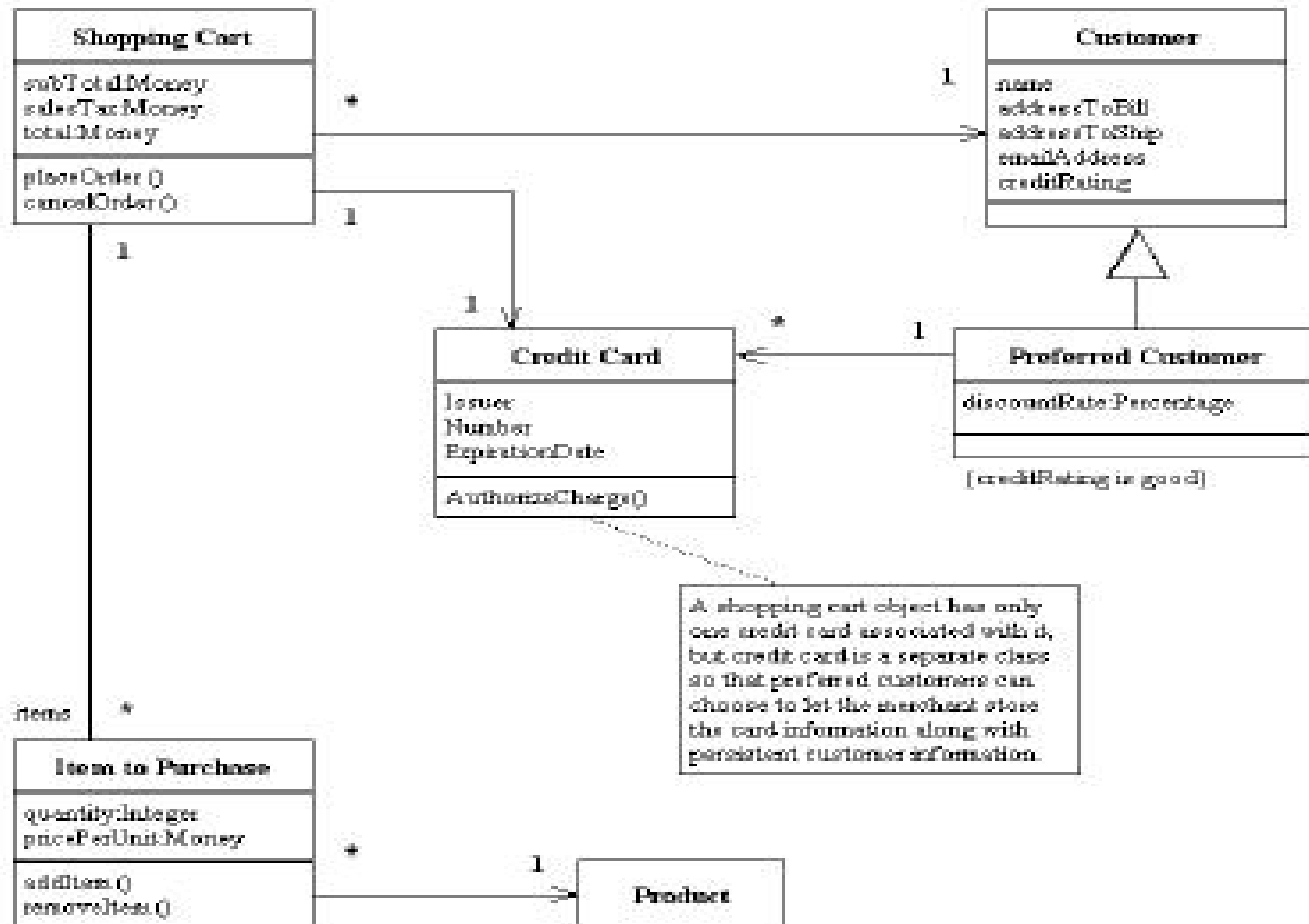 Shopping Cart
subTotal:Money
salesTax:Money
total:Money
placeOrder ()
cancelOrder ()
*
1
1
1
Customer
name
addressToBill
addressToShip
emailAddress
creditRating
1
Credit Card
Issuer
Number
ExpirationDate
AuthorizeCharge()
*
1
Preferred Customer
discountRate:Percentage
[creditRating is good]
A shopping cart object has only
one credit card associated with it,
but credit card is a separate class
so that preferred customers can
choose to let the merchant store
the card information along with
persistent customer information.
items *
Item to Purchase
quantity:Integer
pricePerUnit:Money
addItem ()
removeItem ()
*
1
Product